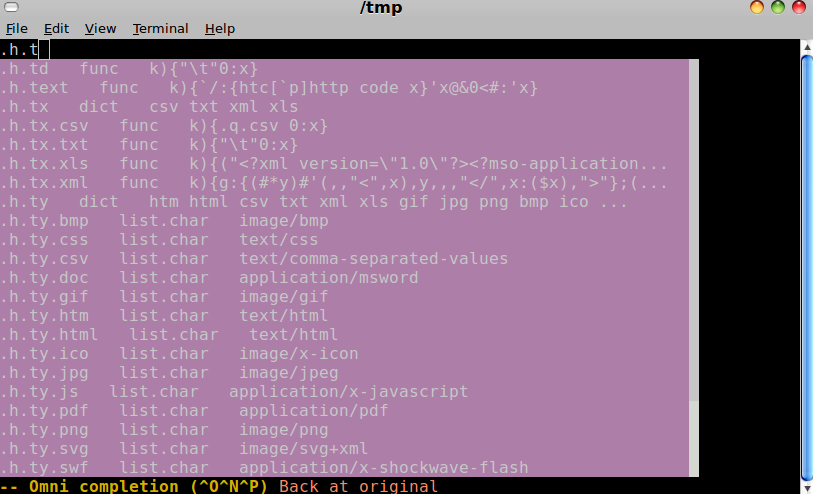 /tmp
File Edit View Terminal Help
.h.t
.h.td func k){"\t"0:x}
.h.text func k){`/:{htc[`p]http code x}'x@&0<#:'x}
.h.tx dict csv txt xml xls
.h.tx.csv func k){.q.csv 0:x}
.h.tx.txt func k){"\t"0:x}
.h.tx.xls func k){("<?xml version=\"1.0\"?><?mso-application...
.h.tx.xml func k){g:{(#*y)#'(,,"<",x),y,,,"</",x:($x),">"};(...
.h.ty dict htm html csv txt xml xls gif jpg png bmp ico ...
.h.ty.bmp list.char image/bmp
.h.ty.css list.char text/css
.h.ty.csv list.char text/comma-separated-values
.h.ty.doc list.char application/msword
.h.ty.gif list.char image/gif
.h.ty.htm list.char text/html
.h.ty.html list.char text/html
.h.ty.ico list.char image/x-icon
.h.ty.jpg list.char image/jpeg
.h.ty.js list.char application/x-javascript
.h.ty.pdf list.char application/pdf
.h.ty.png list.char image/png
.h.ty.svg list.char image/svg+xml
.h.ty.swf list.char application/x-shockwave-flash
-- Omni completion (^O^N^P) Back at original